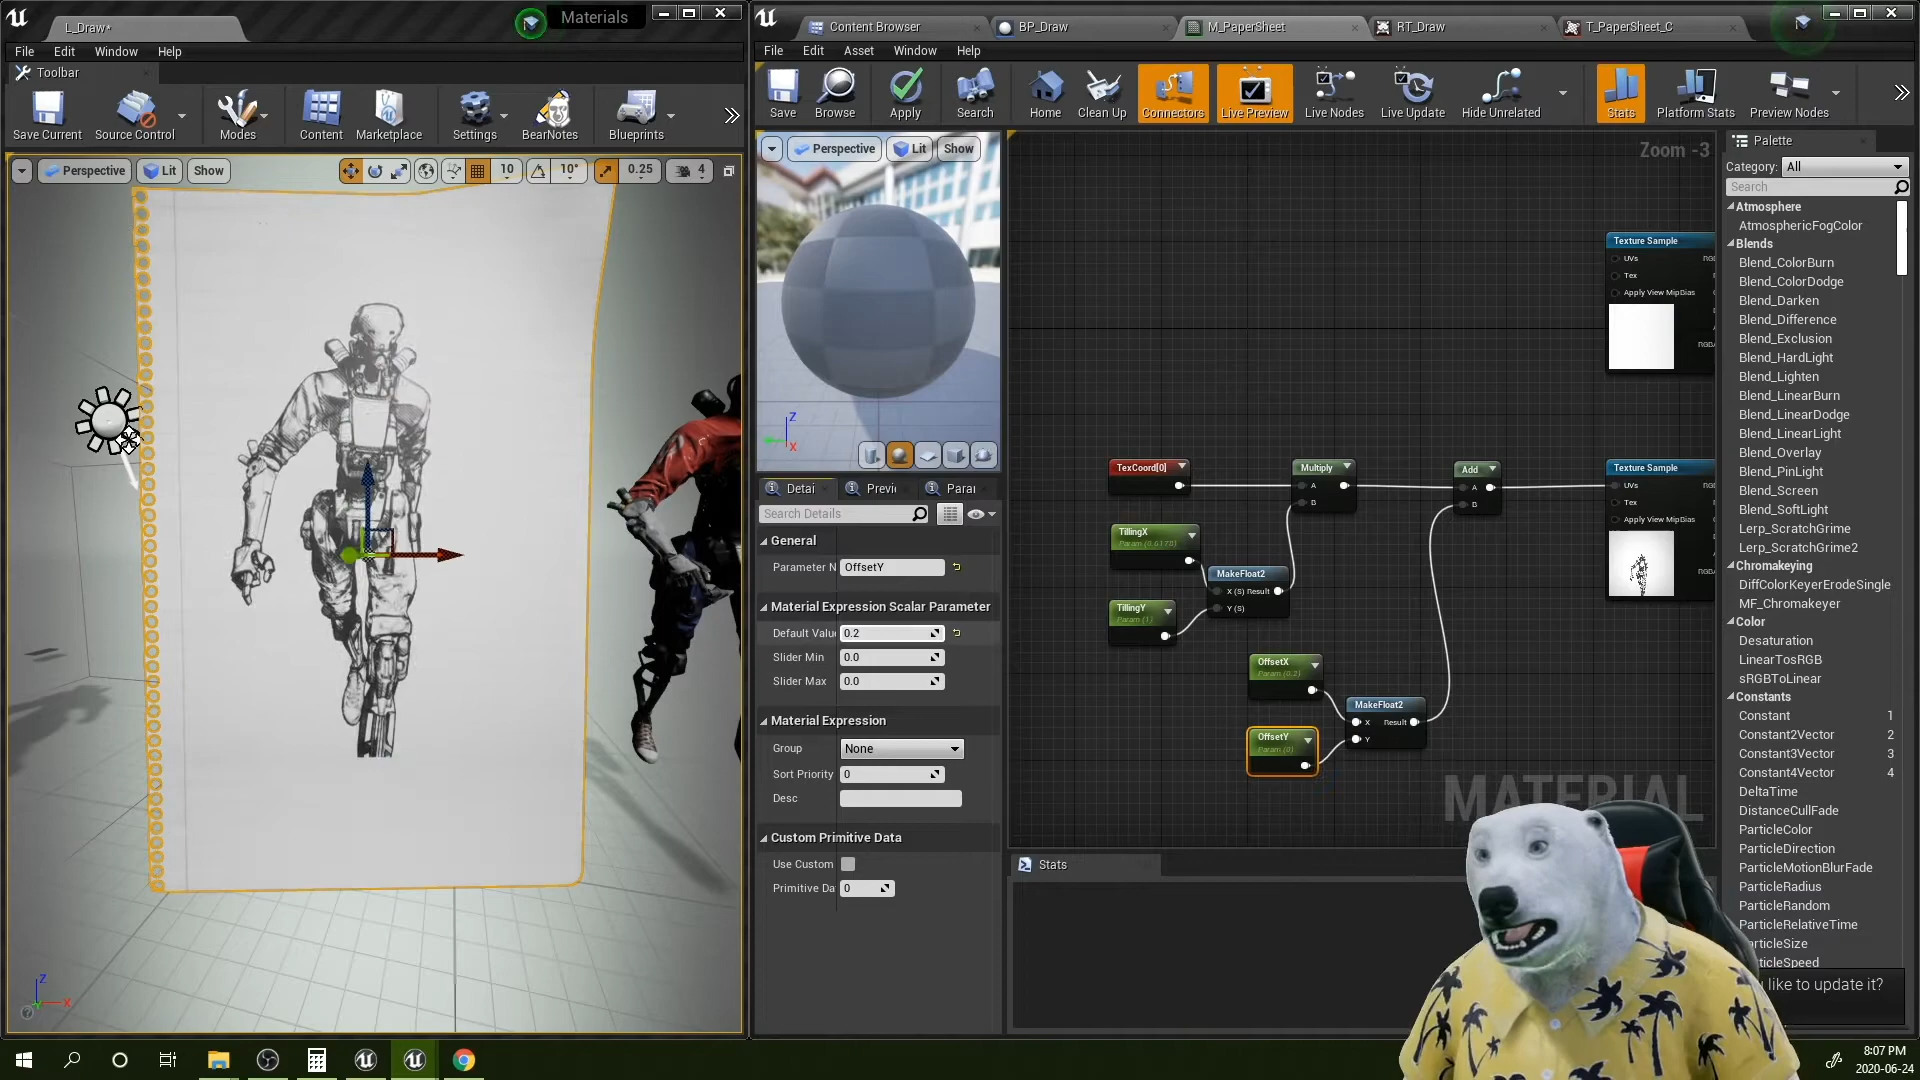 L_Draw*
Materials
File Edit Window Help
Toolbar
Save Current
Source Control
Modes
Content
Marketplace
Settings
BearNotes
Blueprints
Perspective
Lit
Show
10
10°
0.25
4
Z
X
Content Browser
BP_Draw
M_PaperSheet
RT_Draw
T_PaperSheet_C
File Edit Asset Window Help
Save
Browse
Apply
Search
Home
Clean Up
Connectors
Live Preview
Live Nodes
Live Update
Hide Unrelated
Stats
Platform Stats
Preview Nodes
Perspective
Lit
Show
Z
X
Detai
Previ
Parai
Search Details
General
Parameter N
OffsetY
Material Expression Scalar Parameter
Default Valu
0.2
Slider Min
0.0
Slider Max
0.0
Material Expression
Group
None
Sort Priority
0
Desc
Custom Primitive Data
Use Custom
Primitive Da
0
Zoom -3
Texture Sample
UVs
Tex
Apply View MipBias
TexCoord[0]
Multiply
A
B
Add
A
B
Texture Sample
UVs
Tex
Apply View MipBias
TillingX
MakeFloat2
X (S) Result
Y (S)
TillingY
Param (1)
OffsetX
Param (0.2)
MakeFloat2
X Result
Y
OffsetY
Param (0)
MATERIAL
Stats
Palette
Category:
All
Search
Atmosphere
AtmosphericFogColor
Blends
Blend_ColorBurn
Blend_ColorDodge
Blend_Darken
Blend_Difference
Blend_Exclusion
Blend_HardLight
Blend_Lighten
Blend_LinearBurn
Blend_LinearDodge
Blend_LinearLight
Blend_Overlay
Blend_PinLight
Blend_Screen
Blend_SoftLight
Lerp_ScratchGrime
Lerp_ScratchGrime2
Chromakeying
DiffColorKeyerErodeSingle
MF_Chromakeyer
Color
Desaturation
LinearTosRGB
sRGBToLinear
Constants
Constant 1
Constant2Vector 2
Constant3Vector 3
Constant4Vector 4
DeltaTime
DistanceCullFade
ParticleColor
ParticleDirection
ParticleMotionBlurFade
ParticleRadius
ParticleRandom
ParticleRelativeTime
articleSize
rticleSpeed
like to update it?
8:07 PM
2020-06-24